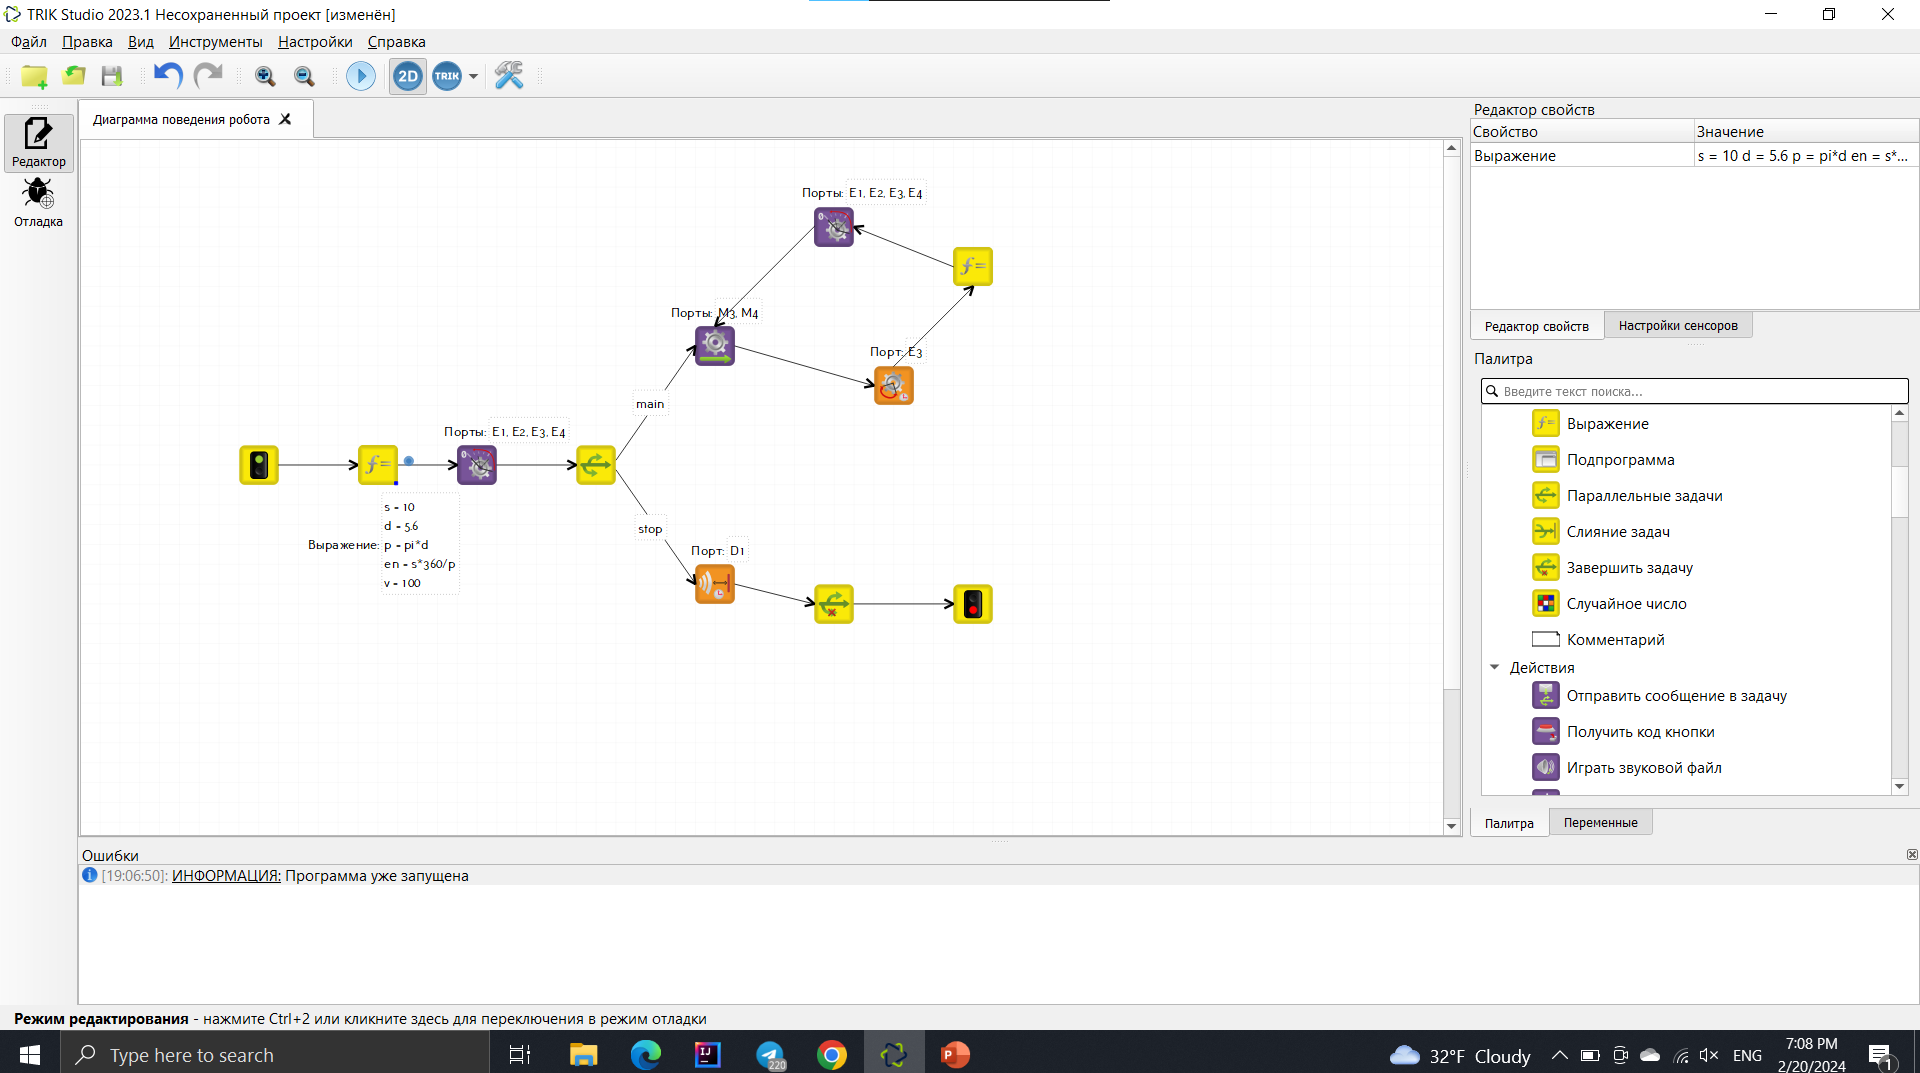 TRIK Studio 2023.1 Несохраненный проект [изменён]
Файл Правка Вид Инструменты Настройки Справка
2D TRIK
Редактор
Отладка
Диаграмма поведения робота
Порты: E1, E2, E3, E4
f=
Порты: M3, M4
Порт: E3
main
Порты: E1, E2, E3, E4
f=
s = 10
d = 5.6
Выражение: p = pi*d
en = s*360/p
v = 100
stop
Порт: D1
Редактор свойств
Свойство Значение
Выражение s = 10 d = 5.6 p = pi*d en = s*...
Редактор свойств Настройки сенсоров
Палитра
Введите текст поиска...
Выражение
Подпрограмма
Параллельные задачи
Слияние задач
Завершить задачу
Случайное число
Комментарий
Действия
Отправить сообщение в задачу
Получить код кнопки
Играть звуковой файл
Палитра Переменные
Ошибки
[19:06:50]: ИНФОРМАЦИЯ: Программа уже запущена
Режим редактирования - нажмите Ctrl+2 или кликните здесь для переключения в режим отладки
Type here to search
IJ
220
P
32°F Cloudy
ENG
7:08 PM
2/20/2024
1